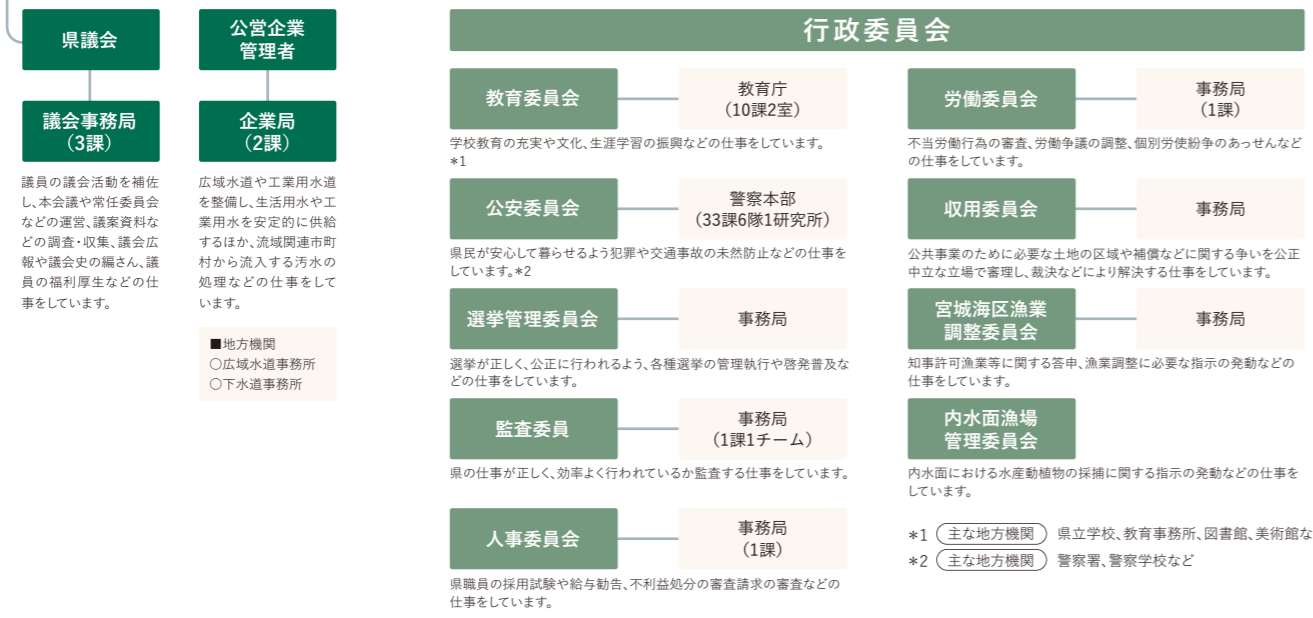 県議会
議会事務局
（3課）
議員の議会活動を補佐
し、本会議や常任委員会
などの運営、議案資料な
どの調査・収集、議会広
報や議会史の編さん、議
員の福利厚生などの仕
事をしています。
公営企業
管理者
企業局
（2課）
広域水道や工業用水道
を整備し、生活用水や工
業用水を安定的に供給
するほか、流域関連市町
村から流入する汚水の
処理などの仕事をして
います。
■地方機関
○広域水道事務所
○下水道事務所
行政委員会
教育委員会
教育庁
（10課2室）
学校教育の充実や文化、生涯学習の振興などの仕事をしています。
*1
公安委員会
警察本部
（33課6隊1研究所）
県民が安心して暮らせるよう犯罪や交通事故の未然防止などの仕事を
しています。*2
選挙管理委員会
事務局
選挙が正しく、公正に行われるよう、各種選挙の管理執行や啓発普及な
どの仕事をしています。
監査委員
事務局
（1課1チーム）
県の仕事が正しく、効率よく行われているか監査する仕事をしています。
人事委員会
事務局
（1課）
県職員の採用試験や給与勧告、不利益処分の審査請求の審査などの
仕事をしています。
労働委員会
事務局
（1課）
不当労働行為の審査、労働争議の調整、個別労使紛争のあっせんなど
の仕事をしています。
収用委員会
事務局
公共事業のために必要な土地の区域や補償などに関する争いを公正
中立な立場で審理し、裁決などにより解決する仕事をしています。
宮城海区漁業
調整委員会
事務局
知事許可漁業等に関する答申、漁業調整に必要な指示の発動などの
仕事をしています。
内水面漁場
管理委員会
内水面における水産動植物の採捕に関する指示の発動などの仕事を
しています。
*1 主な地方機関 県立学校、教育事務所、図書館、美術館な
*2 主な地方機関 警察署、警察学校など